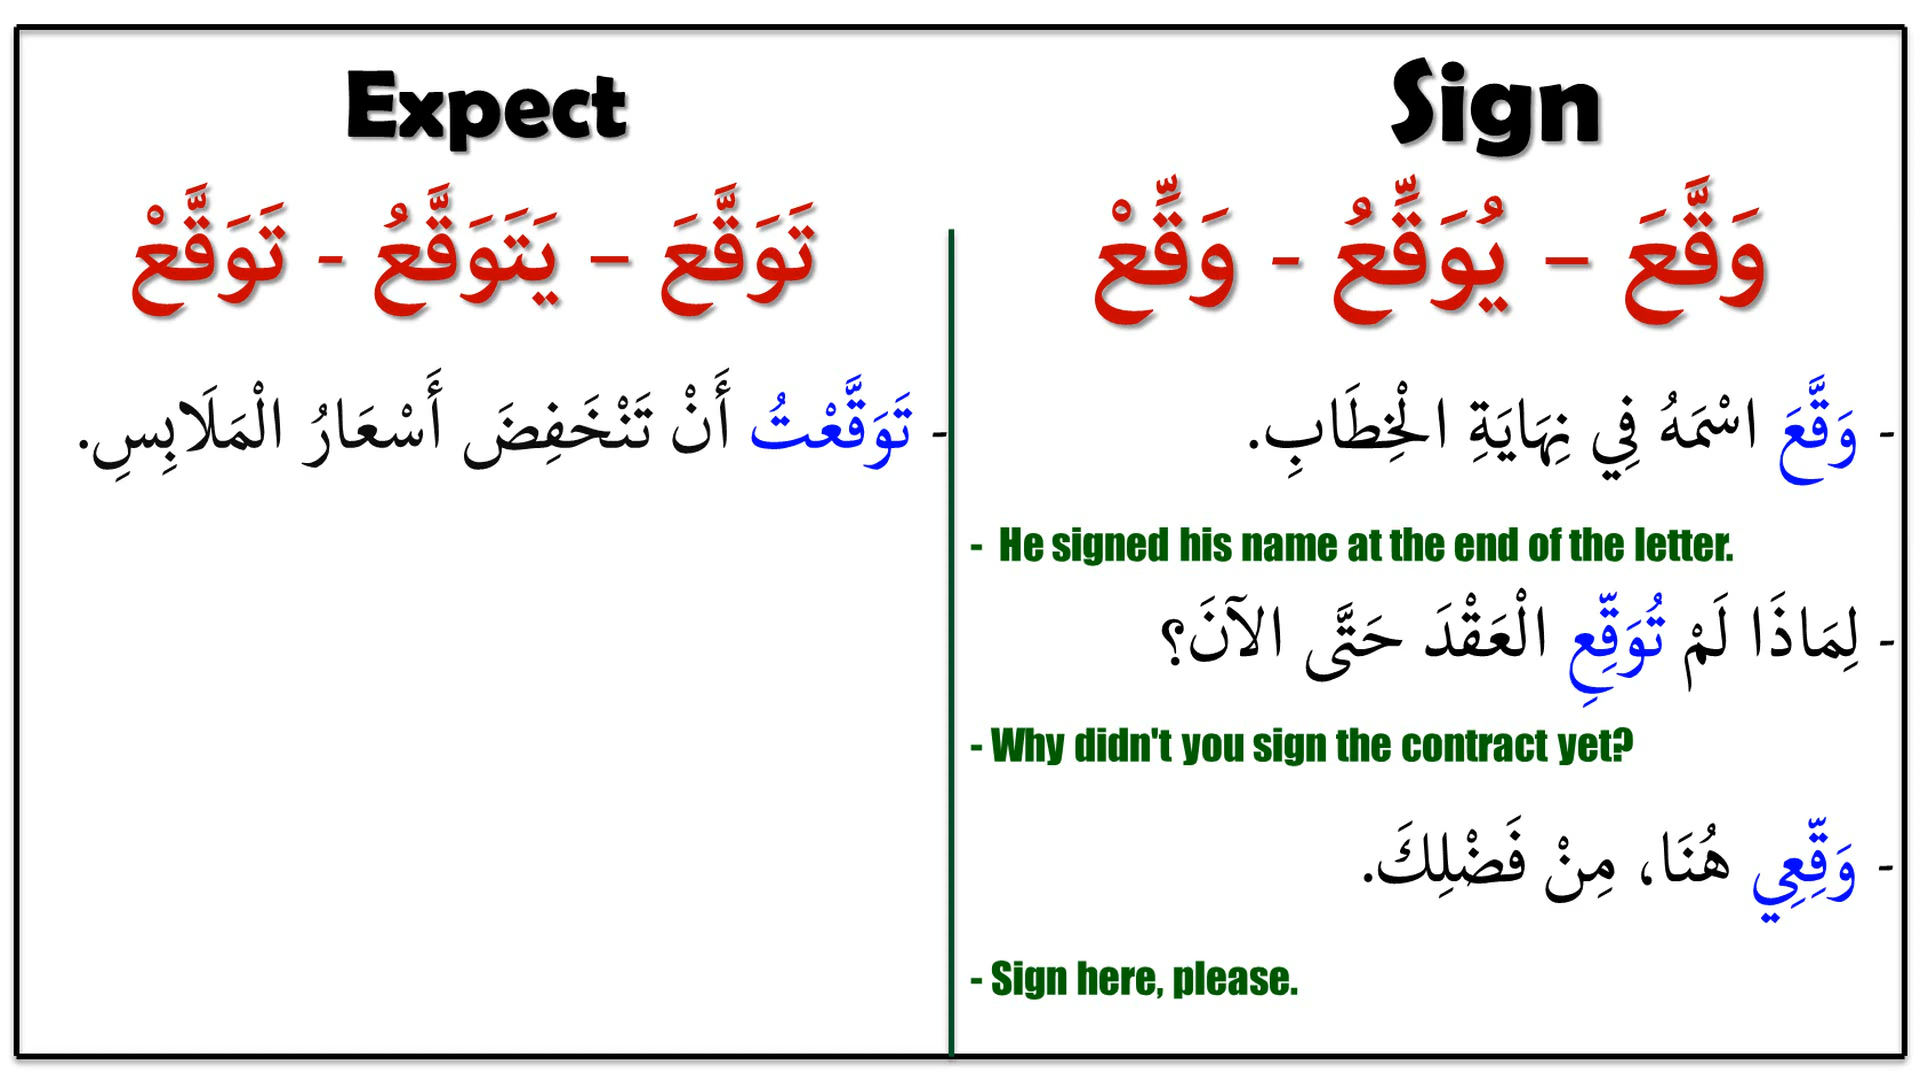 Expect
تَوَقَّعَ – يَتَوَقَّعُ - تَوَقَّعْ
- تَوَقَّعْتُ أَنْ تَنْخَفِضَ أَسْعَارُ الْمَلَابِسِ.
Sign
وَقَّعَ – يُوَقِّعُ - وَقِّعْ
- وَقَّعَ اسْمَهُ فِي نِهَايَةِ الْخِطَابِ.
- He signed his name at the end of the letter.
- لِمَاذَا لَمْ تُوَقِّعِ الْعَقْدَ حَتَّى الآنَ؟
- Why didn't you sign the contract yet?
- وَقِّعِي هُنَا، مِنْ فَضْلِكَ.
- Sign here, please.